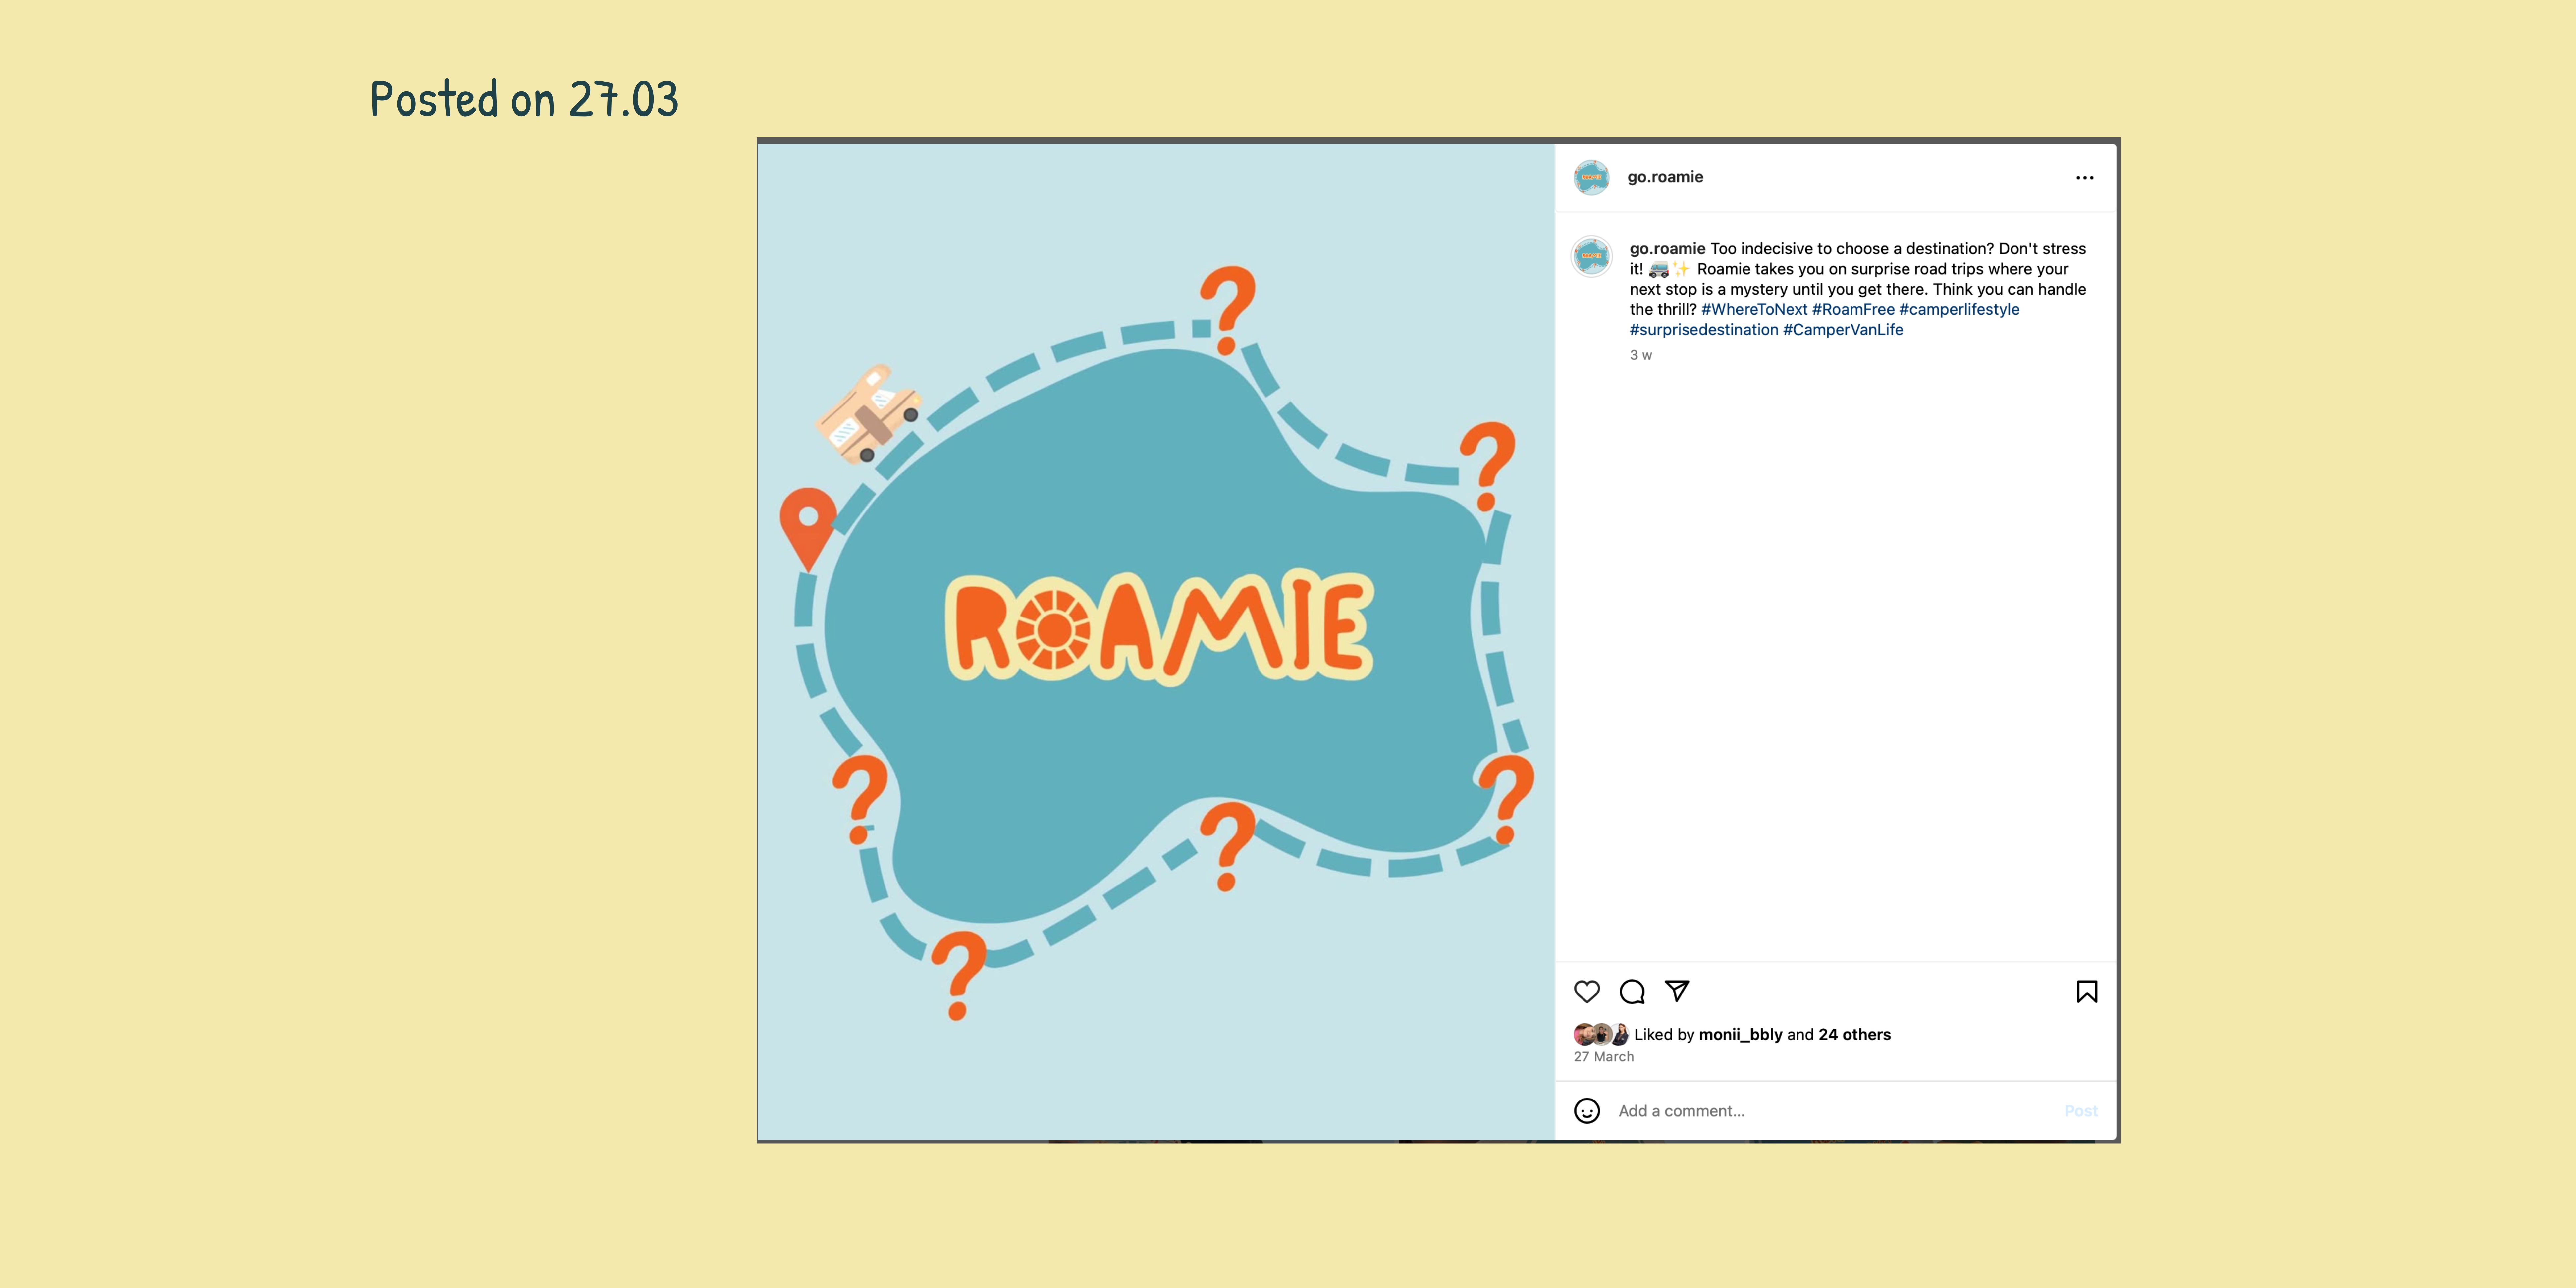 Posted on 27.03
ROAMIE
go.roamie
go.roamie Too indecisive to choose a destination? Don't stress
it! 🚐✨ Roamie takes you on surprise road trips where your
next stop is a mystery until you get there. Think you can handle
the thrill? #WhereToNext #RoamFree #camperlifestyle
#surprisedestination #CamperVanLife
3 w
Liked by monii_bbly and 24 others
27 March
Add a comment...
Post